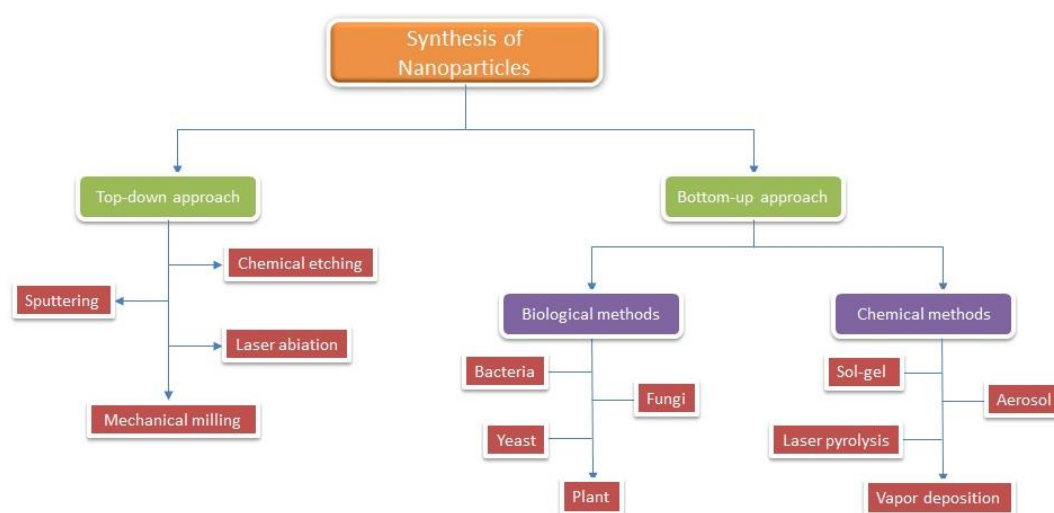 Synthesis of
Nanoparticles
Top-down approach
Bottom-up approach
Chemical etching
Sputtering
Laser abiation
Mechanical milling
Biological methods
Chemical methods
Bacteria
Fungi
Yeast
Plant
Sol-gel
Aerosol
Laser pyrolysis
Vapor deposition